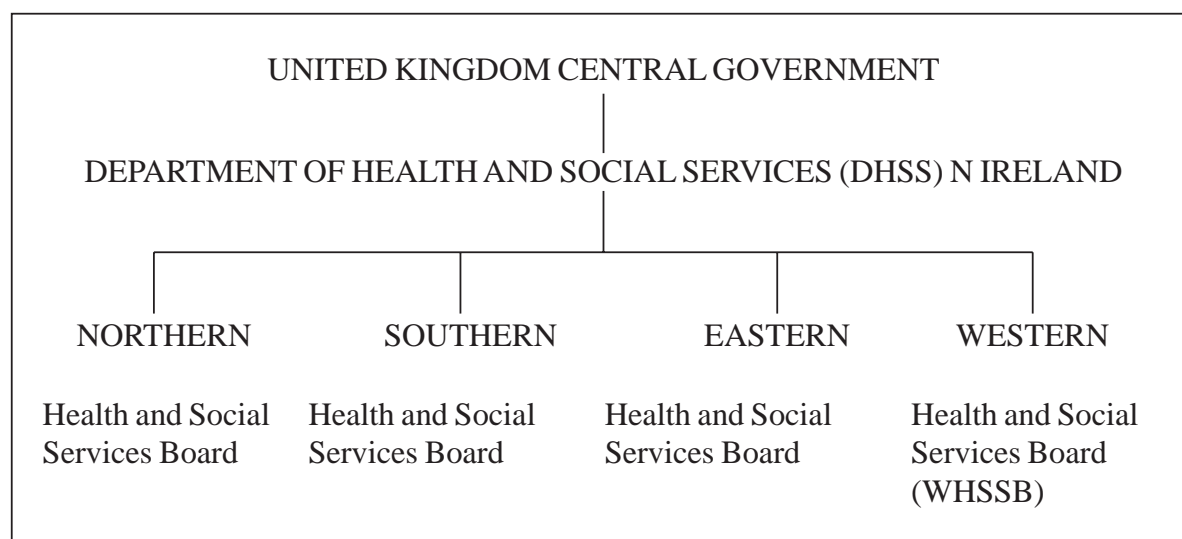 UNITED KINGDOM CENTRAL GOVERNMENT
DEPARTMENT OF HEALTH AND SOCIAL SERVICES (DHSS) N IRELAND
NORTHERN
SOUTHERN
EASTERN
WESTERN
Health and Social
Services Board
Health and Social
Services Board
Health and Social
Services Board
Health and Social
Services Board
(WHSSB)